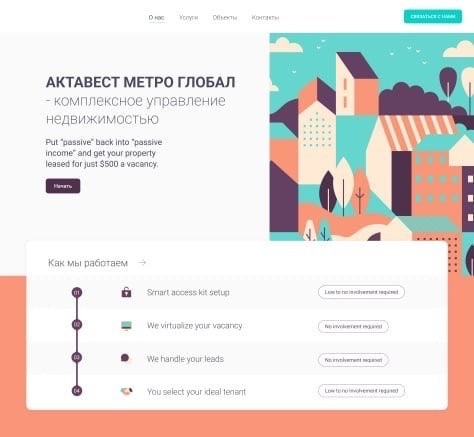 О нас Услуги Объекты Контакты СВЯЗАТЬСЯ С НАМИ
АКТАВЕСТ МЕТРО ГЛОБАЛ
- комплексное управление
недвижимостью
Put "passive" back into "passive
income" and get your property
leased for just $500 a vacancy.
Начать
Как мы работаем →
01 Smart access kit setup Low to no involvement required
02 We virtualize your vacancy No involvement required
03 We handle your leads No involvement required
04 You select your ideal tenant Low to no involvement required